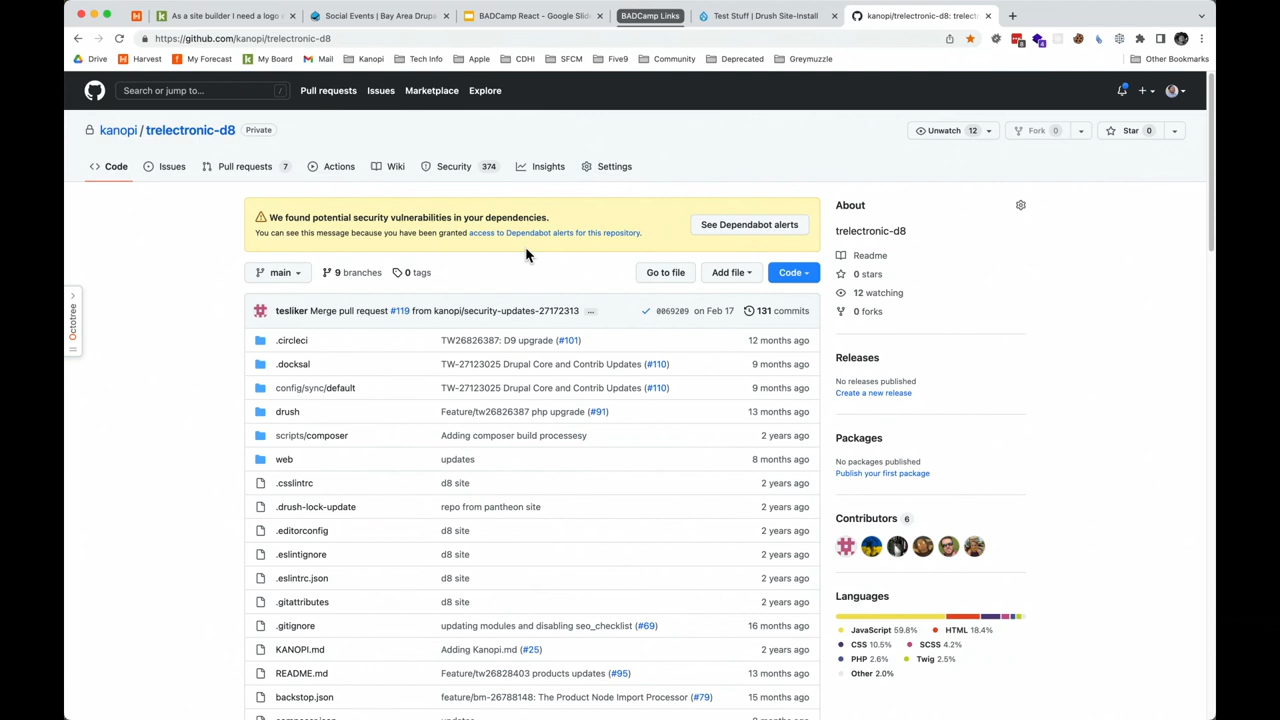 As a site builder I need a logo
Social Events | Bay Area Drupa
BADCamp React - Google Slide
BADCamp Links
Test Stuff | Drush Site-Install
kanopi/trelectronic-d8: trelect
https://github.com/kanopi/trelectronic-d8
Drive
Harvest
My Forecast
My Board
Mail
Kanopi
Tech Info
Apple
CDHI
SFCM
Five9
Community
Deprecated
Greymuzzle
Other Bookmarks
Search or jump to...
/
Pull requests
Issues
Marketplace
Explore
kanopi / trelectronic-d8
Private
Unwatch 12
Fork 0
Star 0
Code
Issues
Pull requests 7
Actions
Wiki
Security 374
Insights
Settings
We found potential security vulnerabilities in your dependencies.
You can see this message because you have been granted access to Dependabot alerts for this repository.
See Dependabot alerts
main
9 branches
0 tags
Go to file
Add file
Code
tesliker Merge pull request #119 from kanopi/security-updates-27172313 ...
0069209 on Feb 17
131 commits
.circleci TW26826387: D9 upgrade (#101) 12 months ago
.docksal TW-27123025 Drupal Core and Contrib Updates (#110) 9 months ago
config/sync/default TW-27123025 Drupal Core and Contrib Updates (#110) 9 months ago
drush Feature/tw26826387 php upgrade (#91) 13 months ago
scripts/composer Adding composer build processesy 2 years ago
web updates 8 months ago
.csslintrc d8 site 2 years ago
.drush-lock-update repo from pantheon site 2 years ago
.editorconfig d8 site 2 years ago
.eslintignore d8 site 2 years ago
.eslintrc.json d8 site 2 years ago
.gitattributes d8 site 2 years ago
.gitignore updating modules and disabling seo_checklist (#69) 16 months ago
KANOPI.md Adding Kanopi.md (#25) 2 years ago
README.md Feature/tw26828403 products updates (#95) 13 months ago
backstop.json feature/bm-26788148: The Product Node Import Processor (#79) 15 months ago
About
trelectronic-d8
Readme
0 stars
12 watching
0 forks
Releases
No releases published
Create a new release
Packages
No packages published
Publish your first package
Contributors 6
Languages
JavaScript 59.8%
HTML 18.4%
CSS 10.5%
SCSS 4.2%
PHP 2.6%
Twig 2.5%
Other 2.0%
Octotree